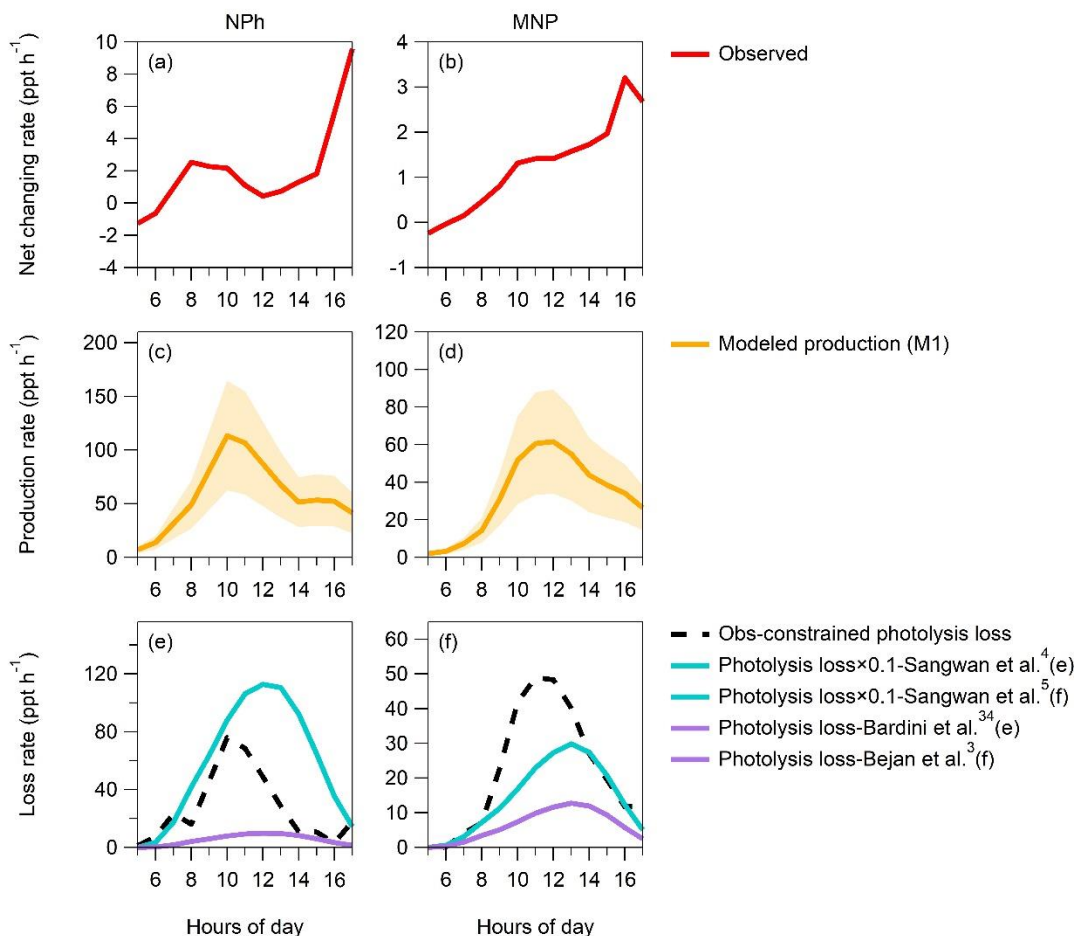 NPh
MNP
Net changing rate (ppt h⁻¹)
10
8
6
4
2
0
-2
-4
(a)
6 8 10 12 14 16
4
3
2
1
0
-1
(b)
6 8 10 12 14 16
Observed
Production rate (ppt h⁻¹)
200
150
100
50
0
(c)
6 8 10 12 14 16
120
100
80
60
40
20
0
(d)
6 8 10 12 14 16
Modeled production (M1)
Loss rate (ppt h⁻¹)
120
80
40
0
(e)
6 8 10 12 14 16
Hours of day
60
50
40
30
20
10
0
(f)
6 8 10 12 14 16
Hours of day
Obs-constrained photolysis loss
Photolysis loss×0.1-Sangwan et al.⁴(e)
Photolysis loss×0.1-Sangwan et al.⁵(f)
Photolysis loss-Bardini et al.³⁴(e)
Photolysis loss-Bejan et al.³(f)